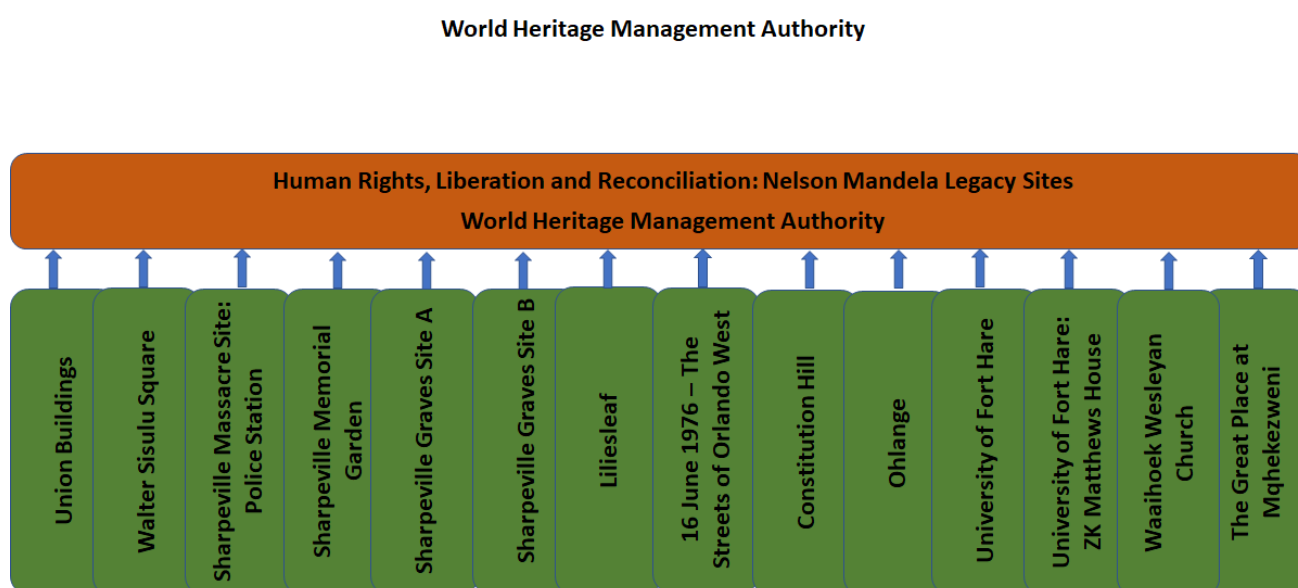 World Heritage Management Authority
Human Rights, Liberation and Reconciliation: Nelson Mandela Legacy Sites
World Heritage Management Authority
Union Buildings
Walter Sisulu Square
Sharpeville Massacre Site:
Police Station
Sharpeville Memorial
Garden
Sharpeville Graves Site A
Sharpeville Graves Site B
Liliesleaf
16 June 1976 – The
Streets of Orlando West
Constitution Hill
Ohlange
University of Fort Hare
University of Fort Hare:
ZK Matthews House
Waaihoek Wesleyan
Church
The Great Place at
Mqhekezweni